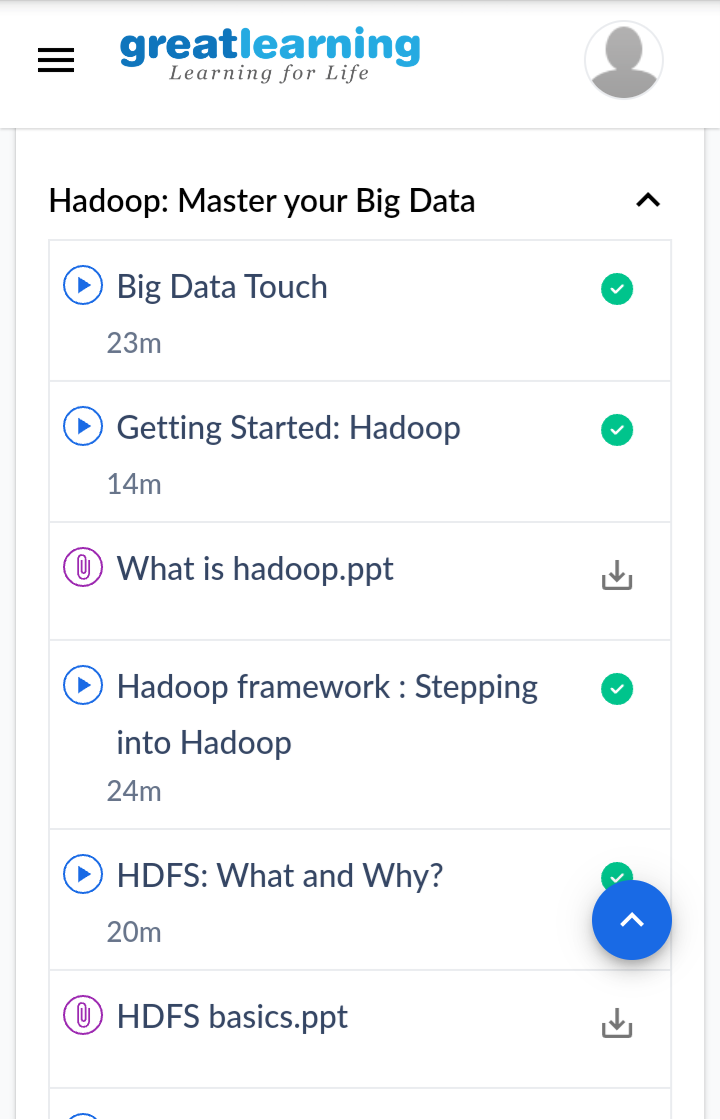 greatlearning
Learning for Life
Hadoop: Master your Big Data
Big Data Touch
23m
Getting Started: Hadoop
14m
What is hadoop.ppt
Hadoop framework : Stepping
into Hadoop
24m
HDFS: What and Why?
20m
HDFS basics.ppt